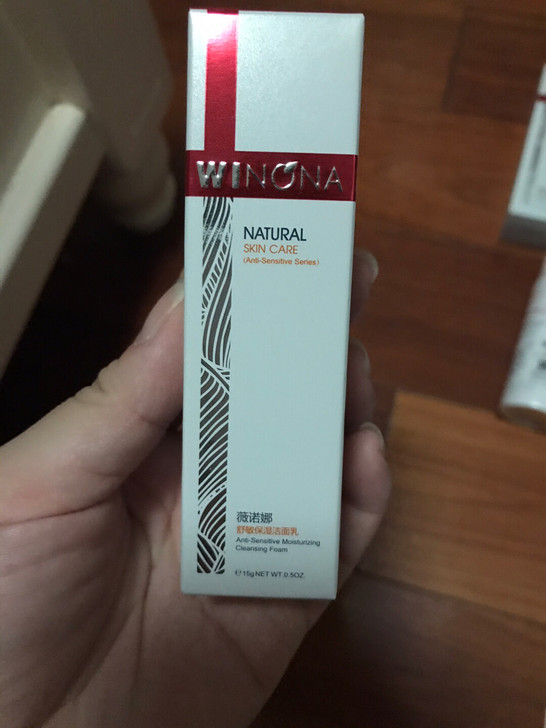 WINONA
NATURAL
SKIN CARE
(Anti-Sensitive Series)
薇诺娜
舒敏保湿洁面乳
Anti-Sensitive Moisturizing
Cleansing Foam
℮15g NET WT.0.5OZ.